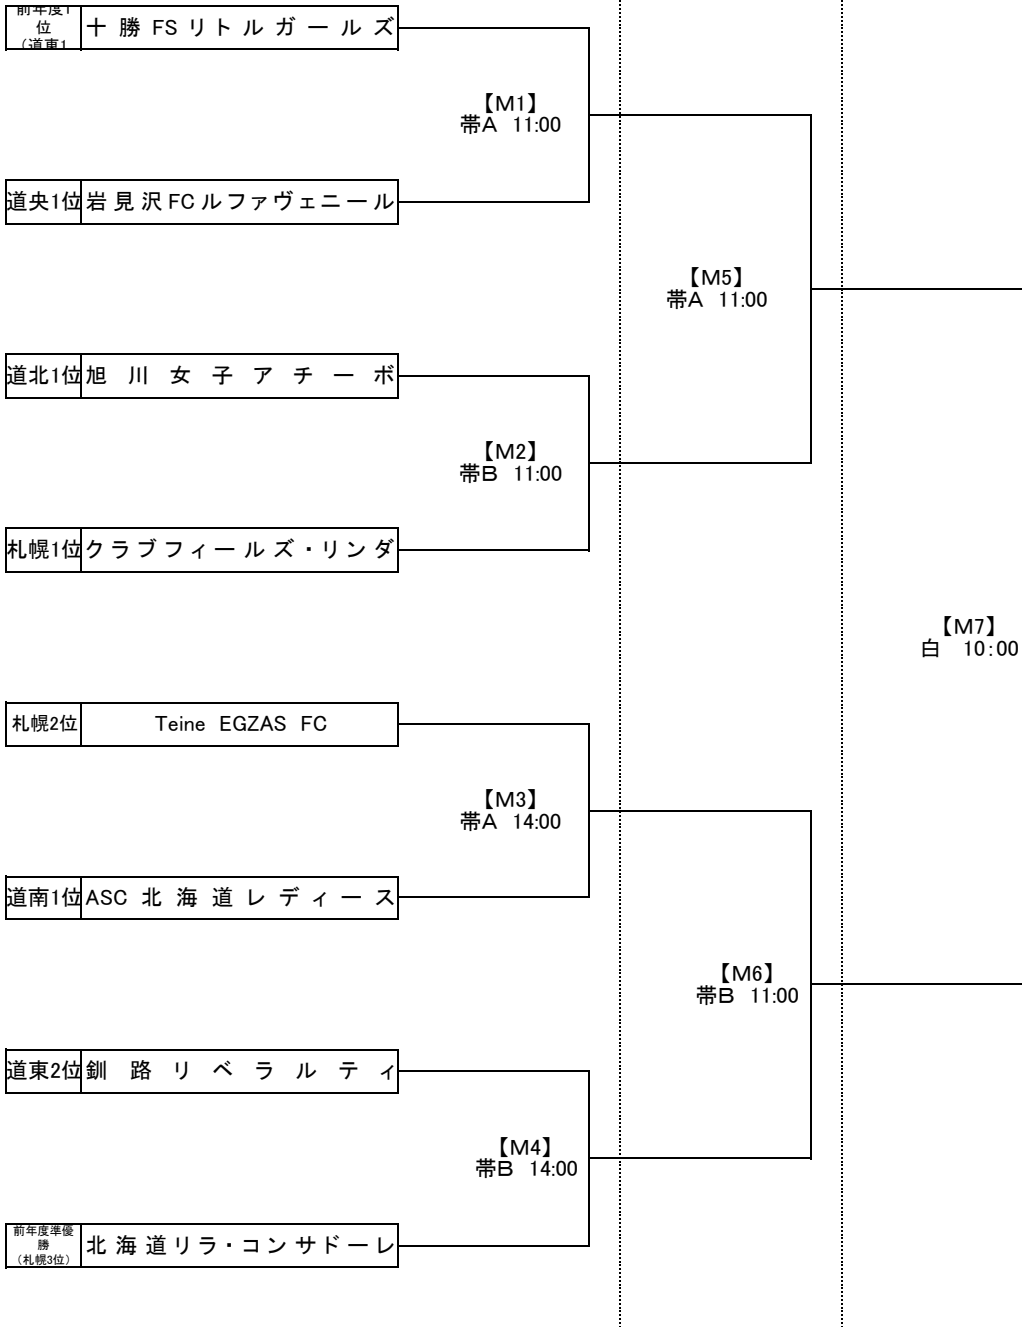 前年度1
位
（道東1
十勝FSリトルガールズ
【M1】
帯A 11:00
道央1位
岩見沢FCルファヴェニール
【M5】
帯A 11:00
道北1位
旭川女子アチーボ
【M2】
帯B 11:00
札幌1位
クラブフィールズ・リンダ
【M7】
白 10:00
札幌2位
Teine EGZAS FC
【M3】
帯A 14:00
道南1位
ASC北海道レディース
【M6】
帯B 11:00
道東2位
釧路リベラルティ
【M4】
帯B 14:00
前年度準優
勝
（札幌3位）
北海道リラ・コンサドーレ